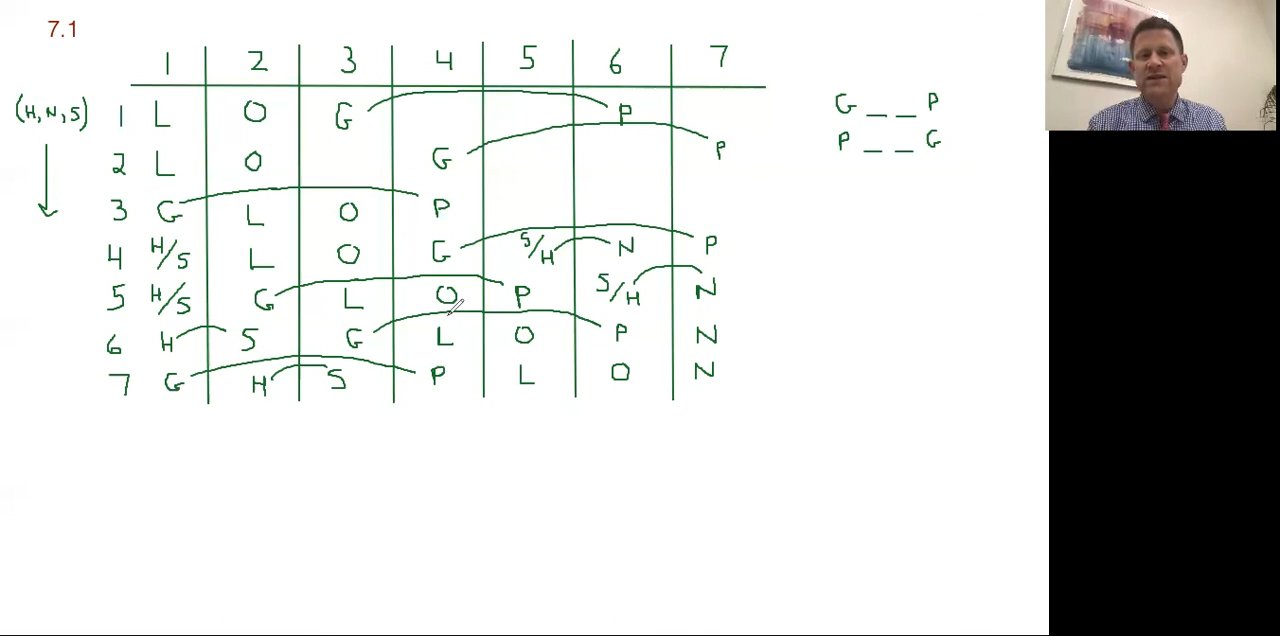 7.1
1 2 3 4 5 6 7
(H, N, S) 1 L O G P
2 L O G P
3 G L O P
4 H/S L O G S/H N P
5 H/S G L O P S/H N
6 H S G L O P N
7 G H S P L O N
G _ _ P
P _ _ G